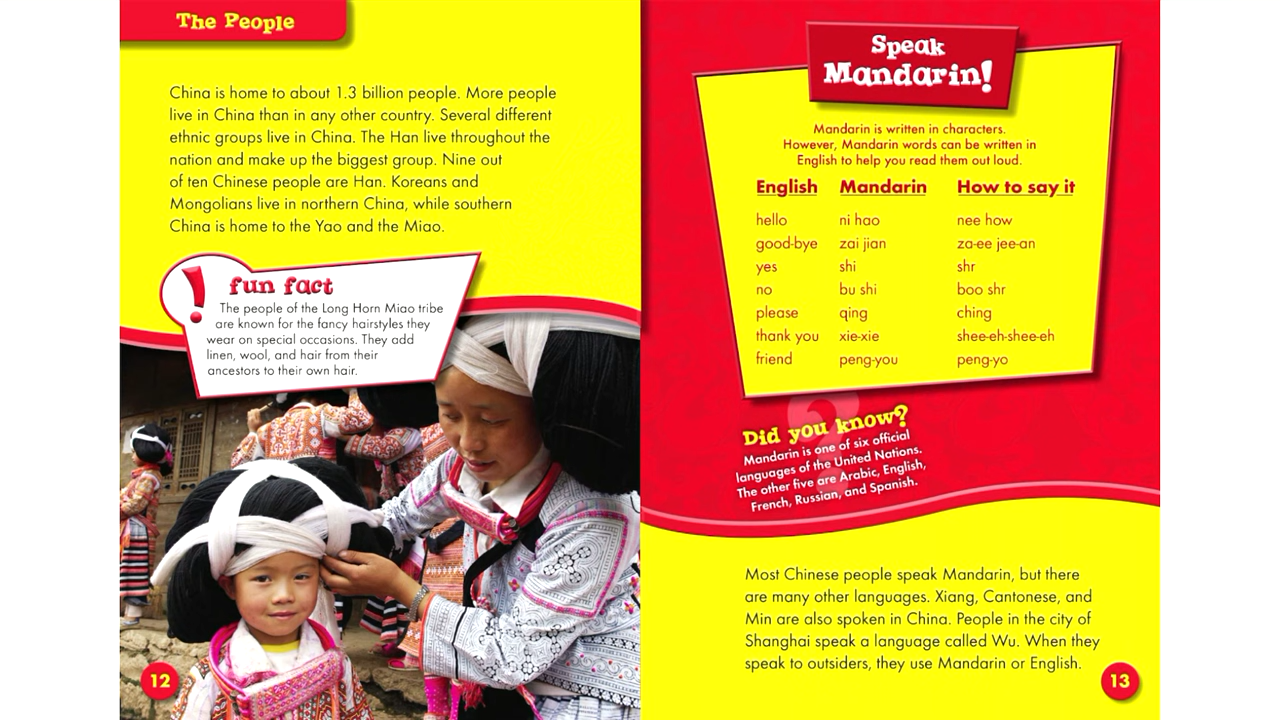 The People
China is home to about 1.3 billion people. More people
live in China than in any other country. Several different
ethnic groups live in China. The Han live throughout the
nation and make up the biggest group. Nine out
of ten Chinese people are Han. Koreans and
Mongolians live in northern China, while southern
China is home to the Yao and the Miao.
!
fun fact
The people of the Long Horn Miao tribe
are known for the fancy hairstyles they
wear on special occasions. They add
linen, wool, and hair from their
ancestors to their own hair.
12
Speak
Mandarin!
Mandarin is written in characters.
However, Mandarin words can be written in
English to help you read them out loud.
English Mandarin How to say it
hello ni hao nee how
good-bye zai jian za-ee jee-an
yes shi shr
no bu shi boo shr
please qing ching
thank you xie-xie shee-eh-shee-eh
friend peng-you peng-yo
?
Did you know?
Mandarin is one of six official
languages of the United Nations.
The other five are Arabic, English,
French, Russian, and Spanish.
Most Chinese people speak Mandarin, but there
are many other languages. Xiang, Cantonese, and
Min are also spoken in China. People in the city of
Shanghai speak a language called Wu. When they
speak to outsiders, they use Mandarin or English.
13